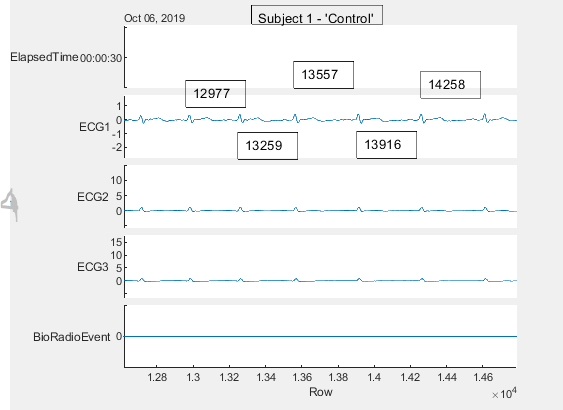 Oct 06, 2019
Subject 1 - 'Control'
ElapsedTime 00:00:30
12977
13557
14258
ECG1
1
0
-1
-2
13259
13916
ECG2
10
5
0
ECG3
15
10
5
0
BioRadioEvent 0
1.28 1.3 1.32 1.34 1.36 1.38 1.4 1.42 1.44 1.46
Row
×10⁴